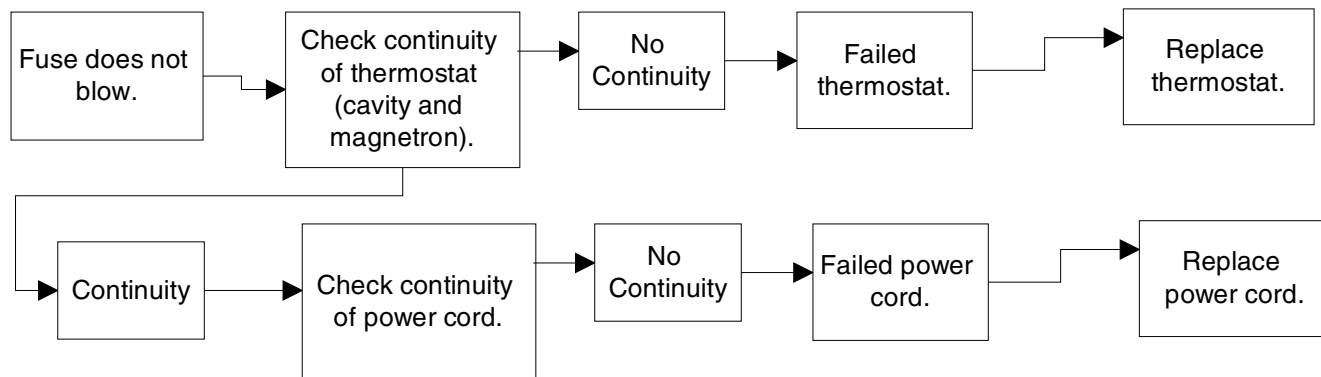 Fuse does not
blow.
Check continuity
of thermostat
(cavity and
magnetron).
No
Continuity
Failed
thermostat.
Replace
thermostat.
Continuity
Check continuity
of power cord.
No
Continuity
Failed power
cord.
Replace
power cord.